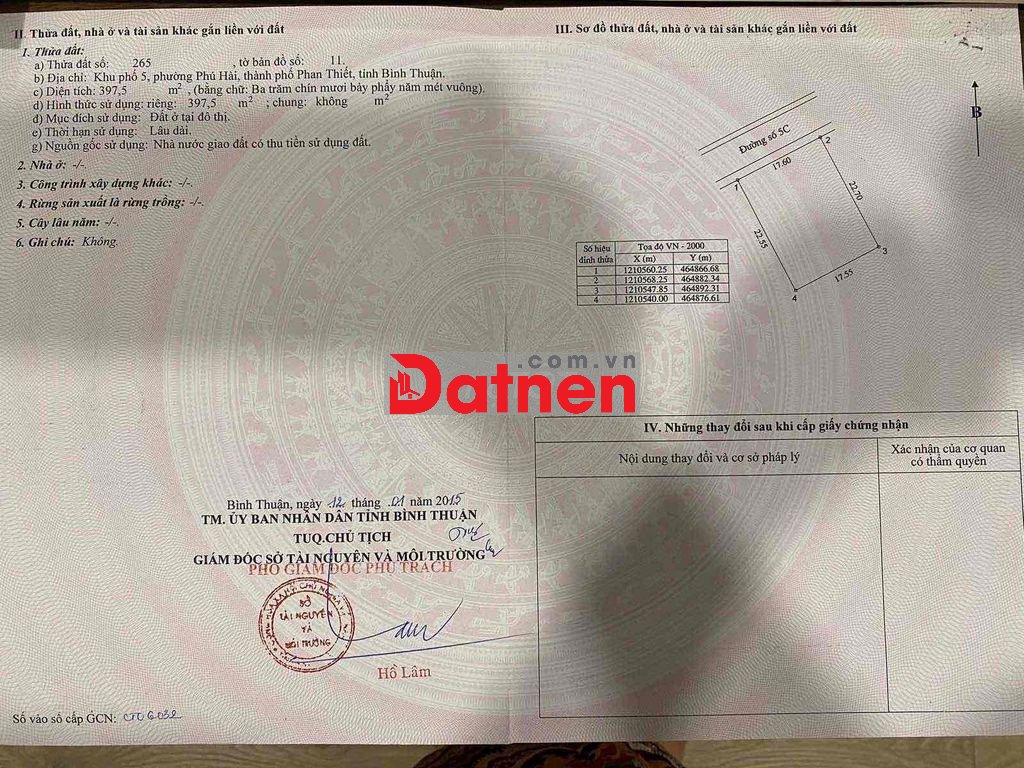 II. Thửa đất, nhà ở và tài sản khác gắn liền với đất
1. Thửa đất:
a) Thửa đất số: 265 , tờ bản đồ số: 11.
b) Địa chỉ: Khu phố 5, phường Phú Hài, thành phố Phan Thiết, tỉnh Bình Thuận.
c) Diện tích: 397,5 m², (bằng chữ: Ba trăm chín mươi bảy phẩy năm mét vuông).
d) Hình thức sử dụng: riêng: 397,5 m² ; chung: không m²
đ) Mục đích sử dụng: Đất ở tại đô thị.
e) Thời hạn sử dụng: Lâu dài.
g) Nguồn gốc sử dụng: Nhà nước giao đất có thu tiền sử dụng đất.
2. Nhà ở: -/-.
3. Công trình xây dựng khác: -/-.
4. Rừng sản xuất là rừng trồng: -/-.
5. Cây lâu năm: -/-.
6. Ghi chú: Không.
Bình Thuận, ngày 12 tháng 01 năm 2015
TM. ỦY BAN NHÂN DÂN TỈNH BÌNH THUẬN
TUQ.CHỦ TỊCH
GIÁM ĐỐC SỞ TÀI NGUYÊN VÀ MÔI TRƯỜNG
PHÓ GIÁM ĐỐC PHỤ TRÁCH
SỞ
TÀI NGUYÊN
VÀ
MÔI TRƯỜNG
Hồ Lâm
Số vào sổ cấp GCN:
III. Sơ đồ thửa đất, nhà ở và tài sản khác gắn liền với đất
B
Đường số 5C
1
17.60
2
22.70
22.55
3
17.55
4
Số hiệu đỉnh thửa Tọa độ VN - 2000
X (m) Y (m)
1 1210560.25 464866.68
2 1210568.25 464882.34
3 1210547.85 464892.31
4 1210540.00 464876.61
.com.vn
Datnen
IV. Những thay đổi sau khi cấp giấy chứng nhận
Nội dung thay đổi và cơ sở pháp lý
Xác nhận của cơ quan
có thẩm quyền